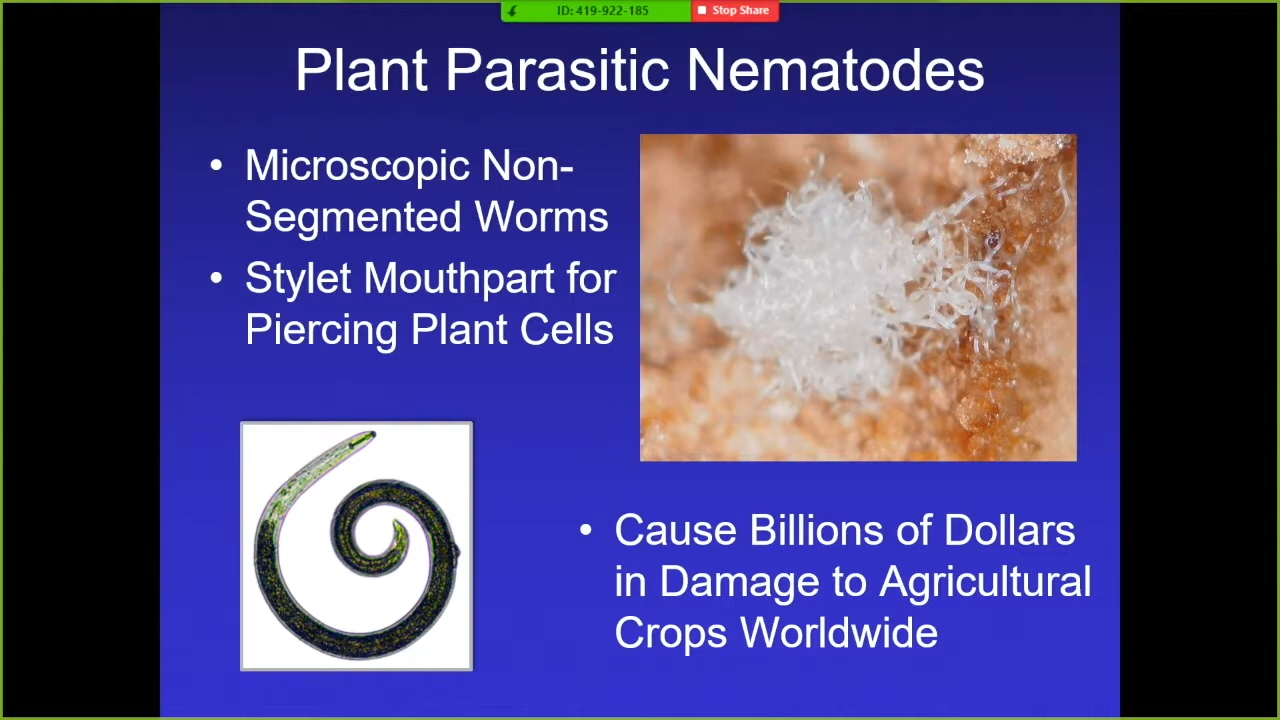 ID: 419-922-185
Stop Share
Plant Parasitic Nematodes
• Microscopic Non-
Segmented Worms
• Stylet Mouthpart for
Piercing Plant Cells
• Cause Billions of Dollars
in Damage to Agricultural
Crops Worldwide